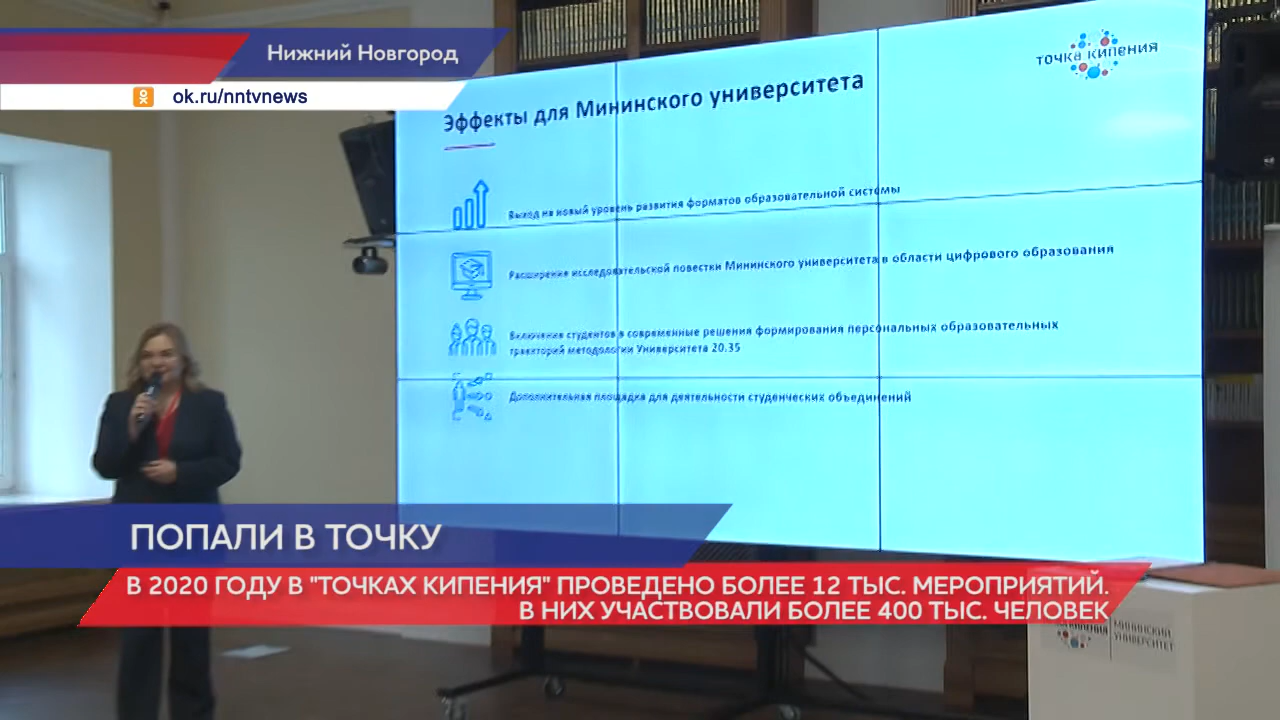 Нижний Новгород
ok.ru/nntvnews
точка кипения
Эффекты для Мининского университета
Выход на новый уровень развития форматов образовательной системы
Расширение исследовательской повестки Мининского университета в области цифрового образования
Включение студентов в современные решения формирования персональных образовательных
траекторий методологии Университета 20.35
Дополнительная площадка для деятельности студенческих объединений
ПОПАЛИ В ТОЧКУ
В 2020 ГОДУ В "ТОЧКАХ КИПЕНИЯ" ПРОВЕДЕНО БОЛЕЕ 12 ТЫС. МЕРОПРИЯТИЙ.
В НИХ УЧАСТВОВАЛИ БОЛЕЕ 400 ТЫС. ЧЕЛОВЕК
МИНИНСКИЙ
УНИВЕРСИТЕТ